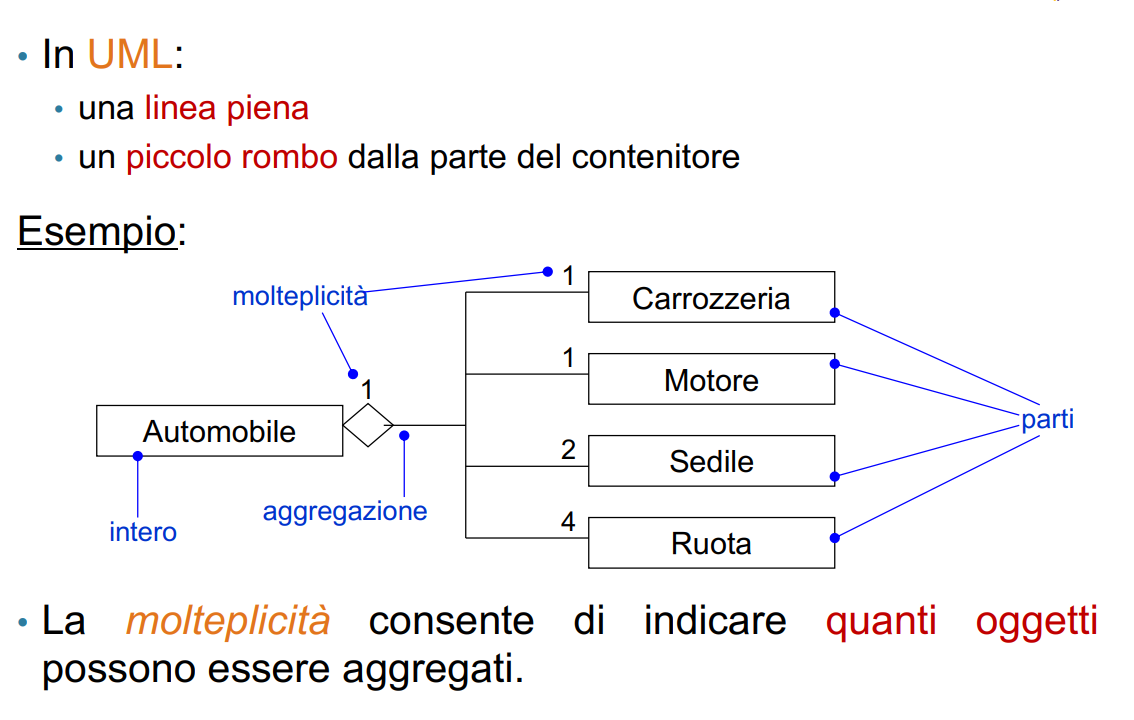 • In UML:
• una linea piena
• un piccolo rombo dalla parte del contenitore
Esempio:
molteplicità
1
Carrozzeria
1
Motore
1
Automobile
parti
2
Sedile
aggregazione
intero
4
Ruota
• La molteplicità consente di indicare quanti oggetti
possono essere aggregati.